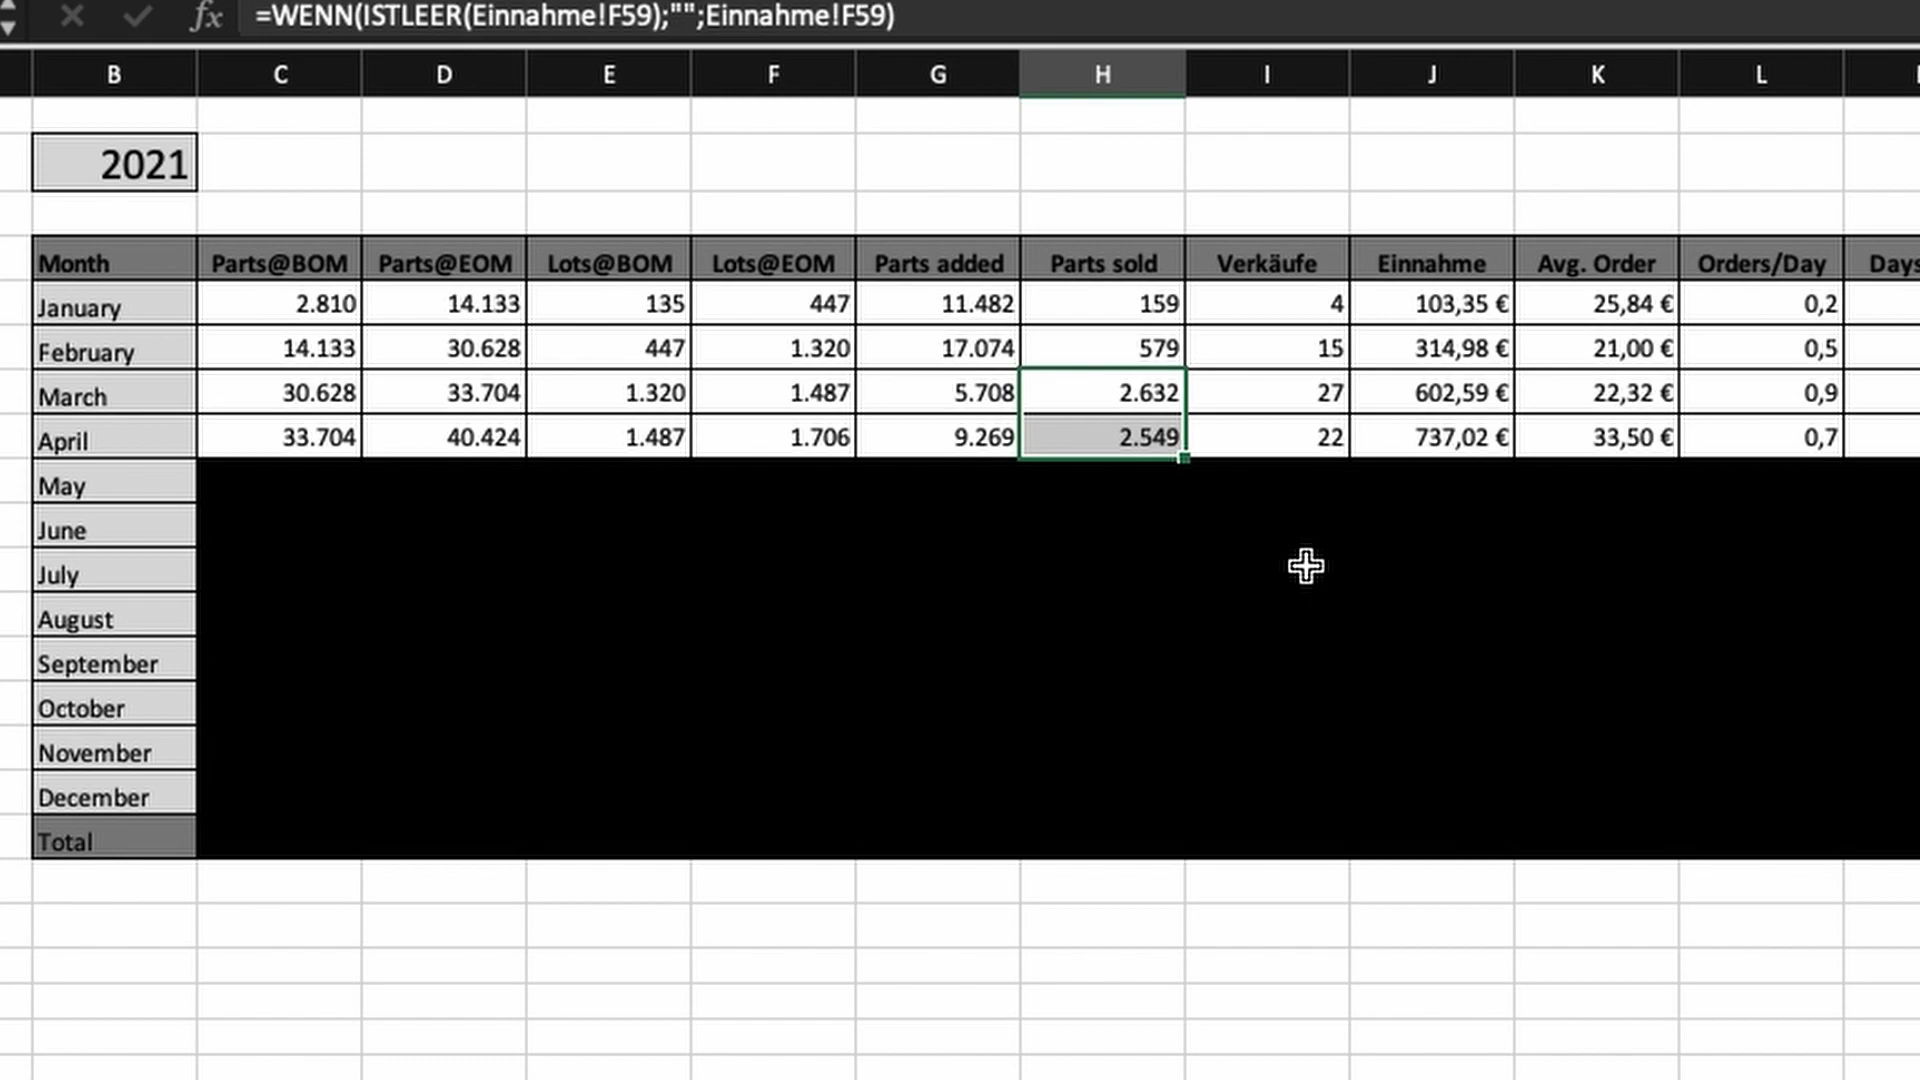 fx =WENN(ISTLEER(Einnahme!F59);"";Einnahme!F59)
B C D E F G H I J K L
2021
Month Parts@BOM Parts@EOM Lots@BOM Lots@EOM Parts added Parts sold Verkäufe Einnahme Avg. Order Orders/Day Days
January 2.810 14.133 135 447 11.482 159 4 103,35 € 25,84 € 0,2
February 14.133 30.628 447 1.320 17.074 579 15 314,98 € 21,00 € 0,5
March 30.628 33.704 1.320 1.487 5.708 2.632 27 602,59 € 22,32 € 0,9
April 33.704 40.424 1.487 1.706 9.269 2.549 22 737,02 € 33,50 € 0,7
May
June
July
August
September
October
November
December
Total